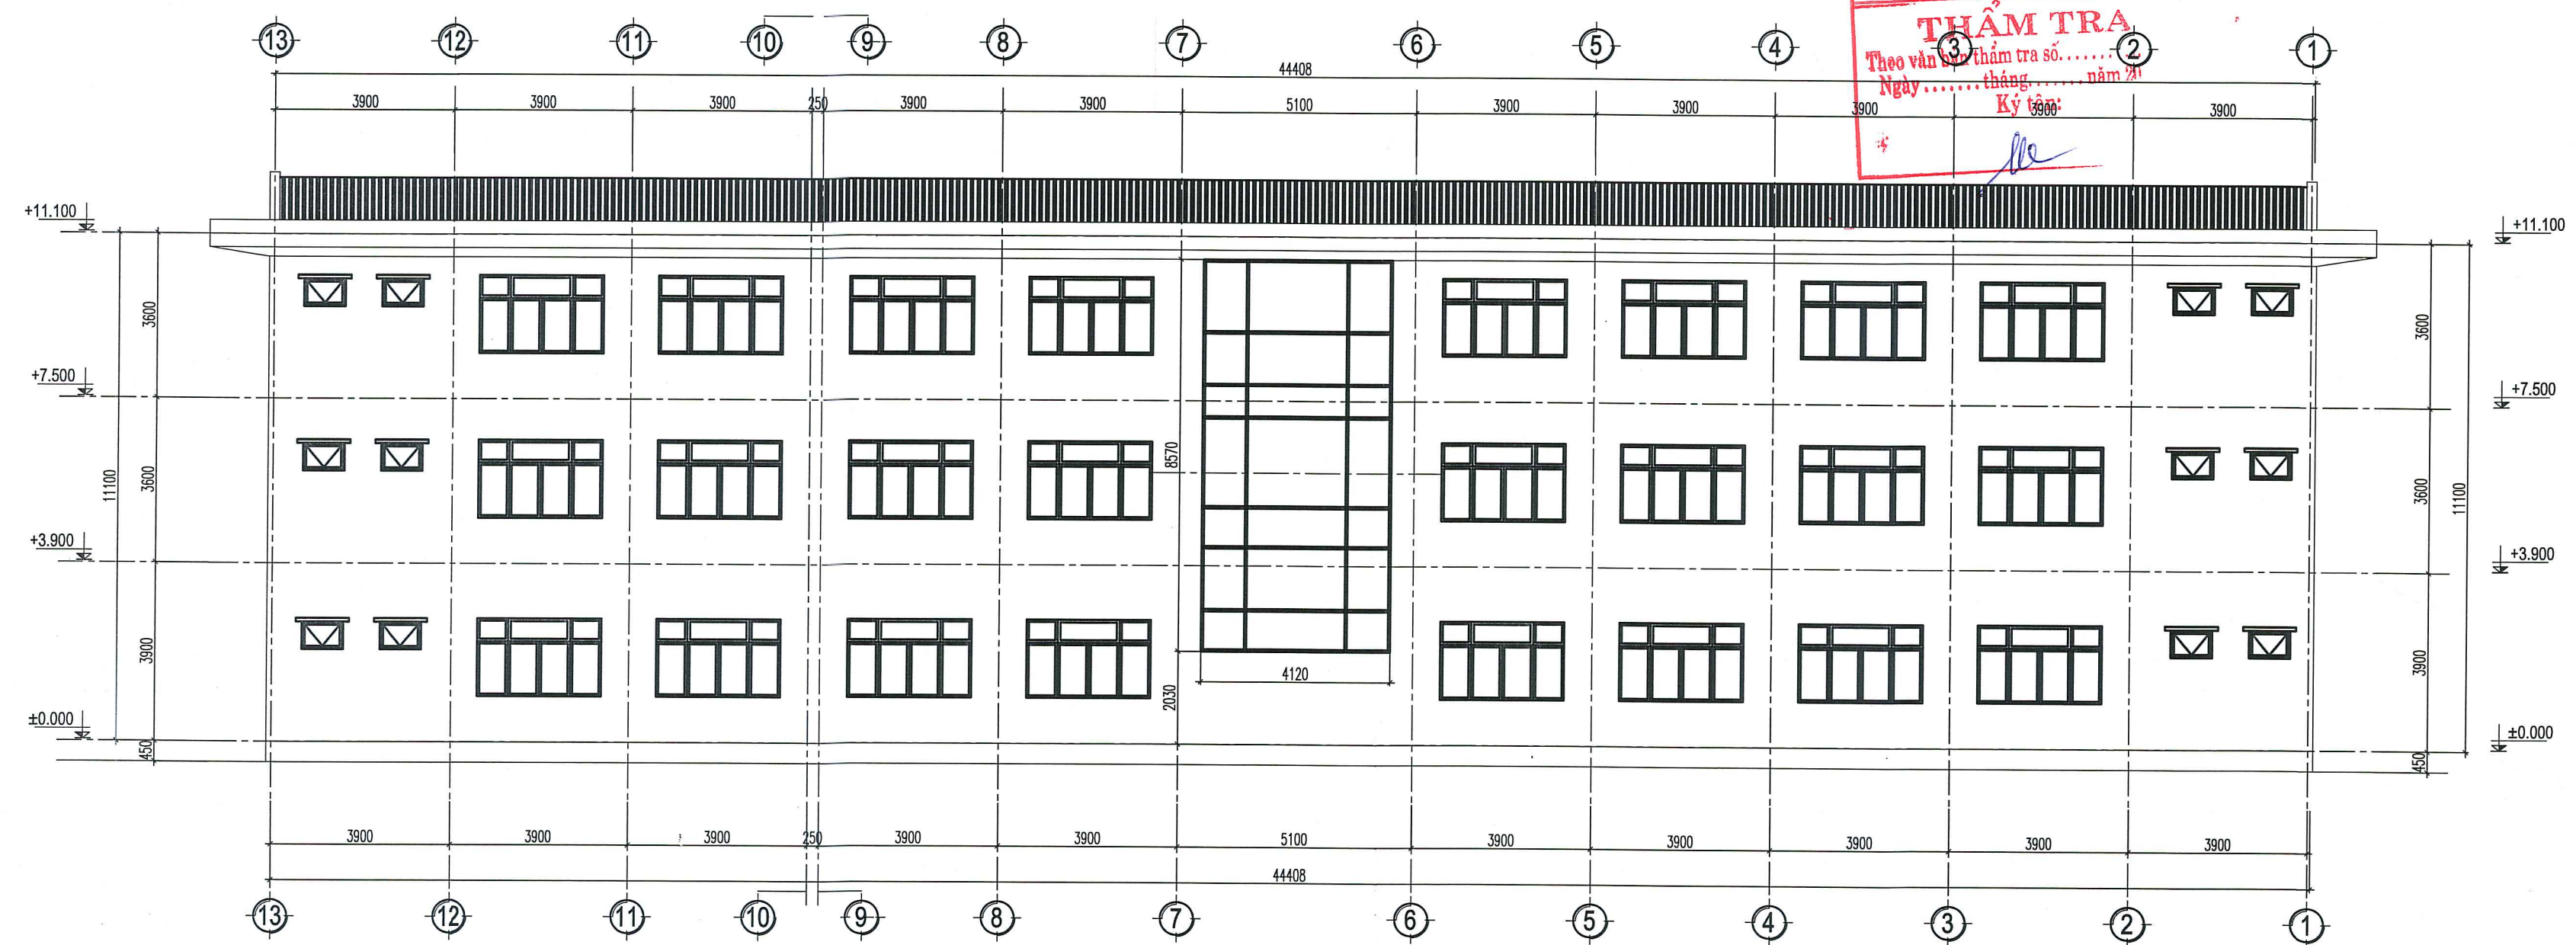 THẨM TRA
Theo văn bản thẩm tra số........
Ngày ....... tháng....... năm 20
Ký tên:
13 12 11 10 9 8 7 6 5 4 3 2 1
44408
3900 3900 3900 250 3900 3900 5100 3900 3900 3900 3900 3900
+11.100 +11.100
3600 3600
+7.500 +7.500
8570
11100 3600 3600 11100
+3.900 +3.900
3900 3900
4120
2030
±0.000 ±0.000
450 450
3900 3900 3900 250 3900 3900 5100 3900 3900 3900 3900 3900
44408
13 12 11 10 9 8 7 6 5 4 3 2 1